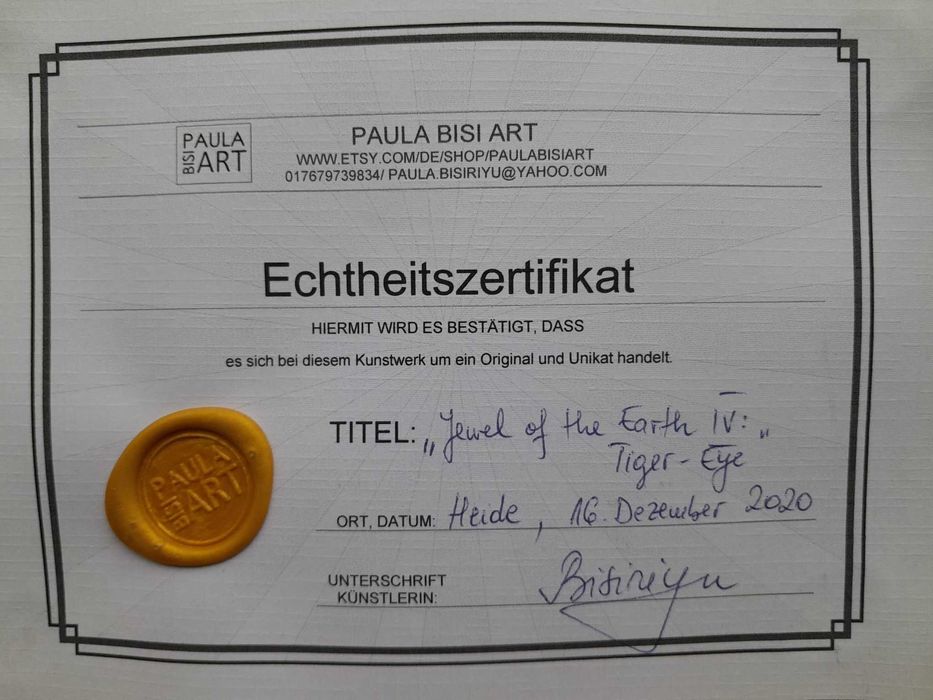 PAULA
BISI ART
PAULA BISI ART
WWW.ETSY.COM/DE/SHOP/PAULABISIART
017679739834/ PAULA.BISIRIYU@YAHOO.COM
Echtheitszertifikat
HIERMIT WIRD ES BESTÄTIGT, DASS
es sich bei diesem Kunstwerk um ein Original und Unikat handelt.
TITEL: „Jewel of the Earth IV: "
Tiger-Eye
PAULA
BISI ART
ORT, DATUM: Heide, 16. Dezember 2020
UNTERSCHRIFT Bisiriyu
KÜNSTLERIN: